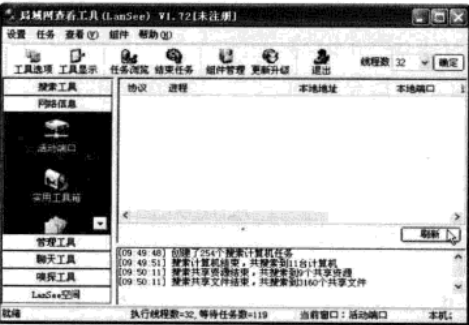 局域网查看工具(LanSee) V1.72[未注册]
设置 任务 查看(V) 组件 帮助(X)
工具选项 工具显示 任务浏览 结束任务 组件管理 更新升级 退出 线程数 32 确定
搜索工具
网络信息
活动端口
实用工具箱
管理工具
聊天工具
嗅探工具
LanSee空间
协议 进程 本地地址 本地端口
刷新
[09:49:48] 创建了254个搜索计算机任务
[09:49:51] 搜索计算机结束，共搜索到11台计算机
[09:50:11] 搜索共享资源结束，共搜索到9个共享资源
[09:50:11] 搜索共享文件结束，共搜索到3160个共享文件
就绪 执行线程数=32,等待任务数=119 当前窗口：活动端口 本机: